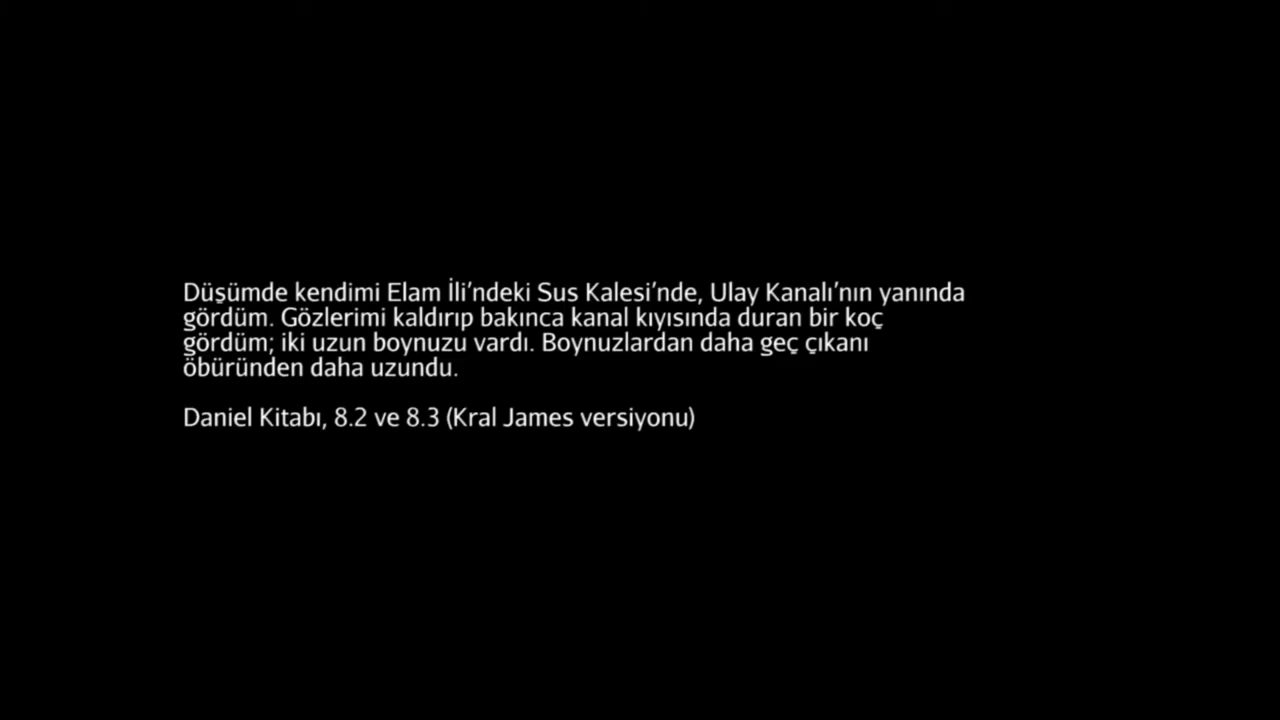 Düşümde kendimi Elam İli'ndeki Sus Kalesi'nde, Ulay Kanalı'nın yanında
gördüm. Gözlerimi kaldırıp bakınca kanal kıyısında duran bir koç
gördüm; iki uzun boynuzu vardı. Boynuzlardan daha geç çıkanı
öbüründen daha uzundu.
Daniel Kitabı, 8.2 ve 8.3 (Kral James versiyonu)